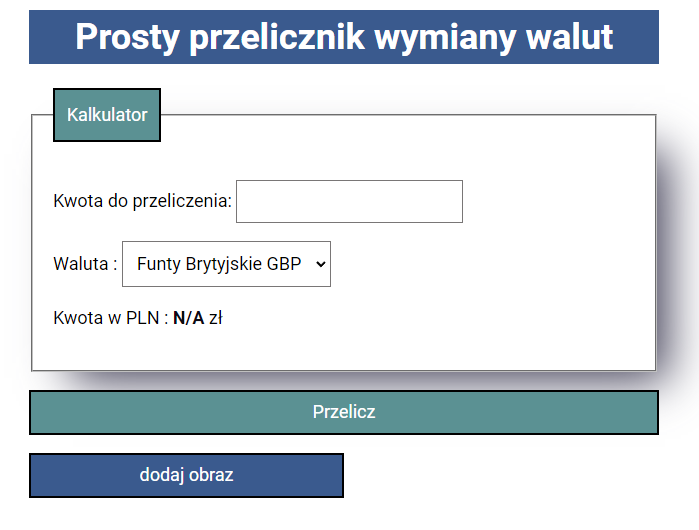 Prosty przelicznik wymiany walut
Kalkulator
Kwota do przeliczenia:
Waluta : Funty Brytyjskie GBP
Kwota w PLN : N/A zł
Przelicz
dodaj obraz